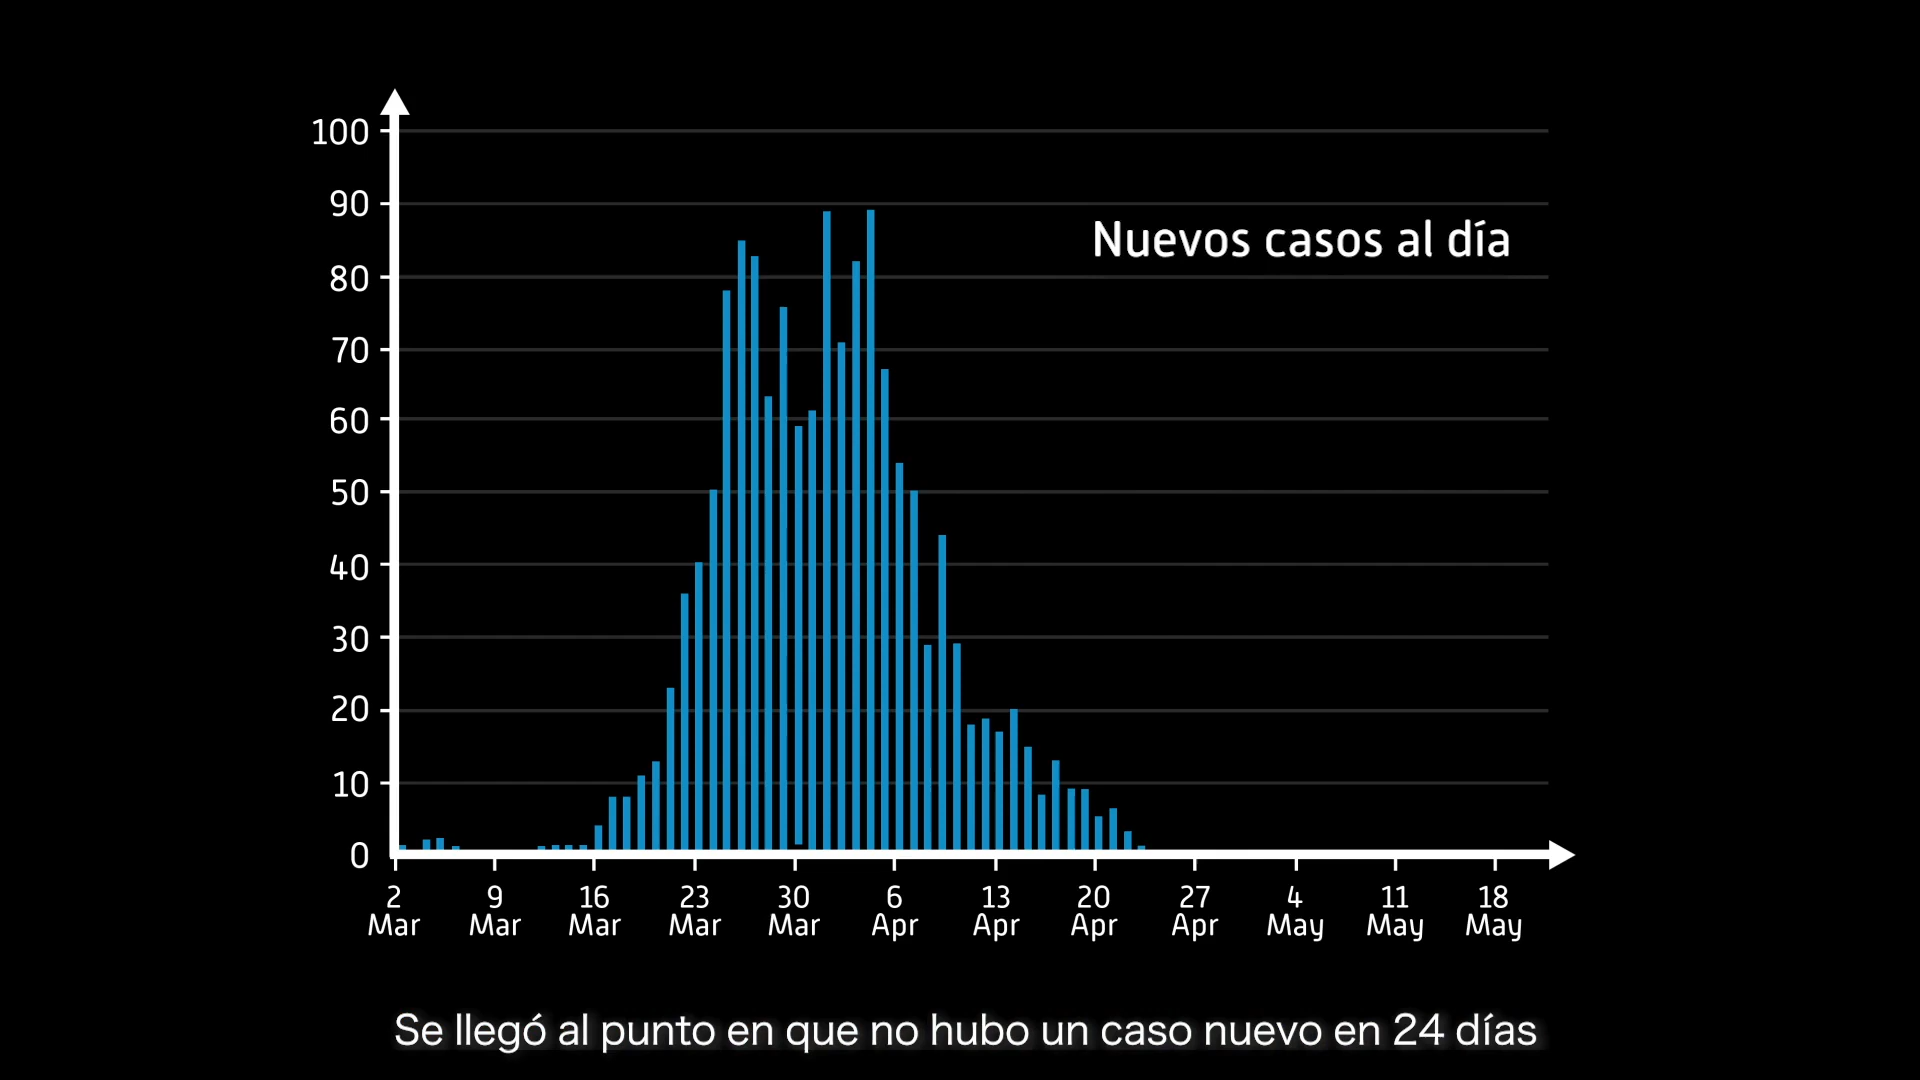 100
90
Nuevos casos al día
80
70
60
50
40
30
20
10
0
2 9 16 23 30 6 13 20 27 4 11 18
Mar Mar Mar Mar Mar Apr Apr Apr Apr May May May
Se llegó al punto en que no hubo un caso nuevo en 24 días